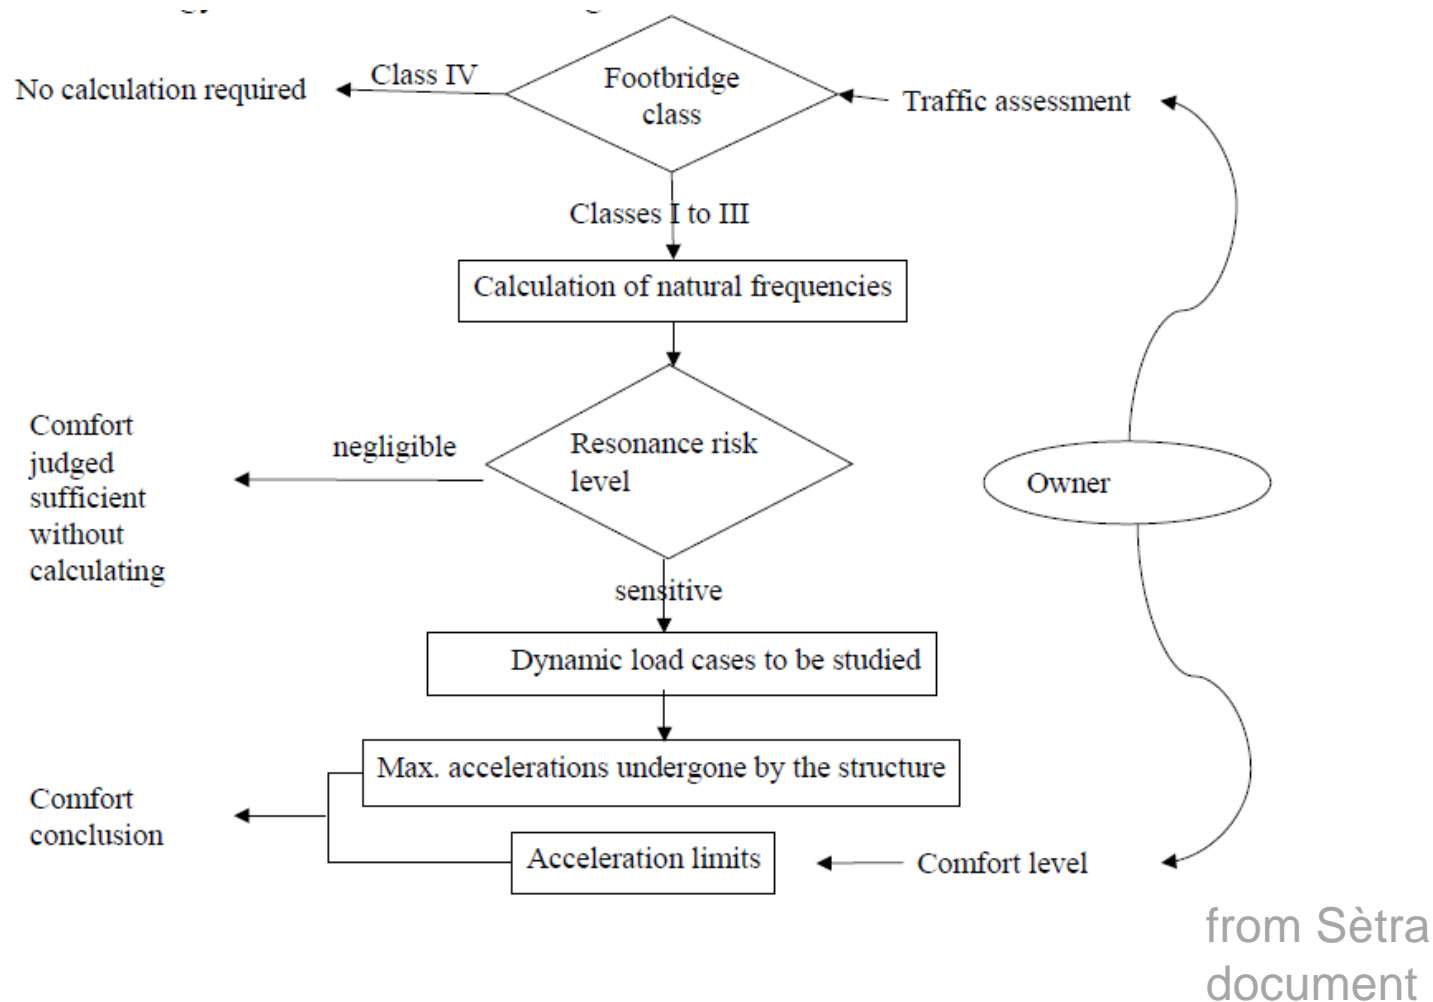 Class IV
No calculation required
Footbridge
class
Traffic assessment
Classes I to III
Calculation of natural frequencies
Comfort
judged
sufficient
without
calculating
negligible
Resonance risk
level
Owner
sensitive
Dynamic load cases to be studied
Max. accelerations undergone by the structure
Comfort
conclusion
Acceleration limits
Comfort level
from Sètra
document